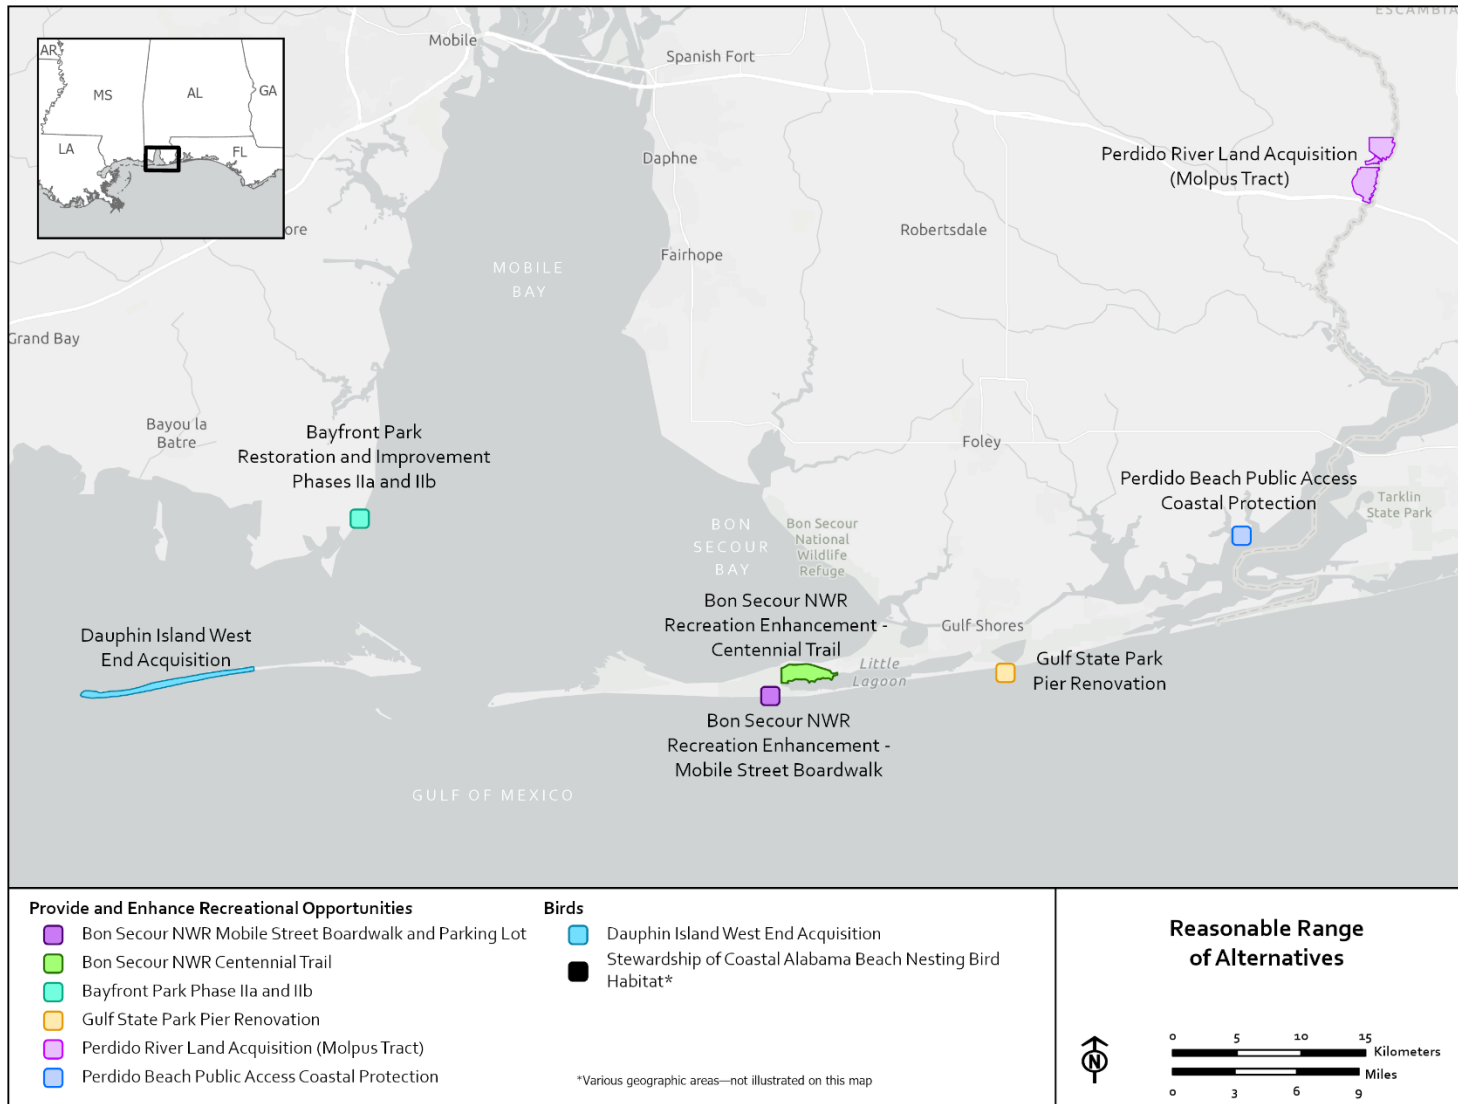 ESCAMBIA
Mobile
Spanish Fort
AR
MS
AL
GA
LA
FL
Daphne
Perdido River Land Acquisition
(Molpus Tract)
ore
Robertsdale
Fairhope
MOBILE
BAY
Grand Bay
Bayou la
Batre
Bayfront Park
Restoration and Improvement
Phases IIa and IIb
Foley
Perdido Beach Public Access
Coastal Protection
Tarklin
State Park
BON
SECOUR
BAY
Bon Secour
National
Wildlife
Refuge
Bon Secour NWR
Recreation Enhancement -
Centennial Trail
Gulf Shores
Dauphin Island West
End Acquisition
Little
Lagoon
Gulf State Park
Pier Renovation
Bon Secour NWR
Recreation Enhancement -
Mobile Street Boardwalk
GULF OF MEXICO
Provide and Enhance Recreational Opportunities
Bon Secour NWR Mobile Street Boardwalk and Parking Lot
Bon Secour NWR Centennial Trail
Bayfront Park Phase IIa and IIb
Gulf State Park Pier Renovation
Perdido River Land Acquisition (Molpus Tract)
Perdido Beach Public Access Coastal Protection
Birds
Dauphin Island West End Acquisition
Stewardship of Coastal Alabama Beach Nesting Bird
Habitat*
*Various geographic areas—not illustrated on this map
Reasonable Range
of Alternatives
N
0 5 10 15
Kilometers
Miles
0 3 6 9